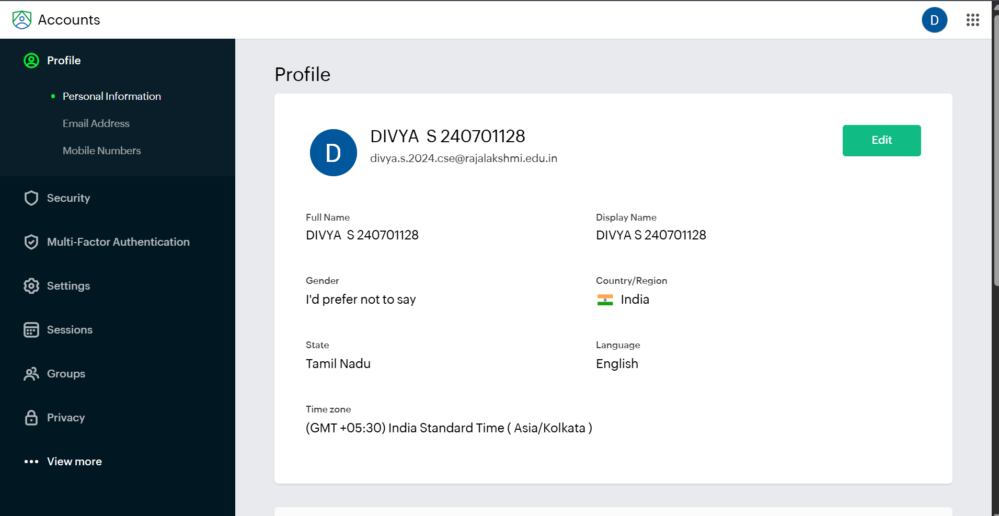 Accounts
D
Profile
Personal Information
Email Address
Mobile Numbers
Security
Multi-Factor Authentication
Settings
Sessions
Groups
Privacy
View more
Profile
D
DIVYA  S 240701128
divya.s.2024.cse@rajalakshmi.edu.in
Edit
Full Name
DIVYA  S 240701128
Display Name
DIVYA S 240701128
Gender
I'd prefer not to say
Country/Region
India
State
Tamil Nadu
Language
English
Time zone
(GMT +05:30) India Standard Time ( Asia/Kolkata )